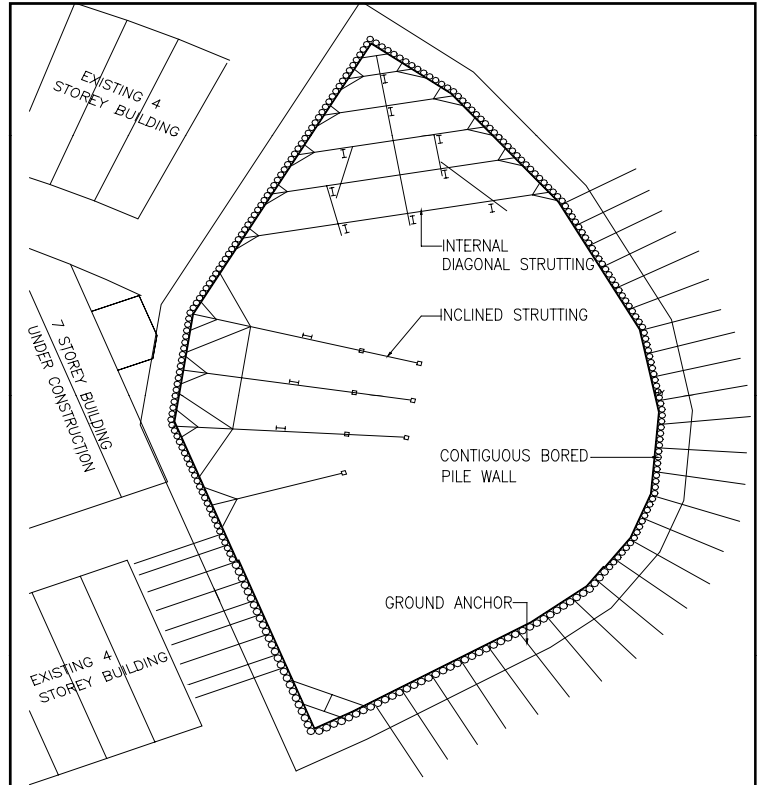 EXISTING 4
STOREY BUILDING
INTERNAL
DIAGONAL STRUTTING
INCLINED STRUTTING
7 STOREY BUILDING
UNDER CONSTRUCTION
CONTIGUOUS BORED
PILE WALL
GROUND ANCHOR
EXISTING 4
STOREY BUILDING